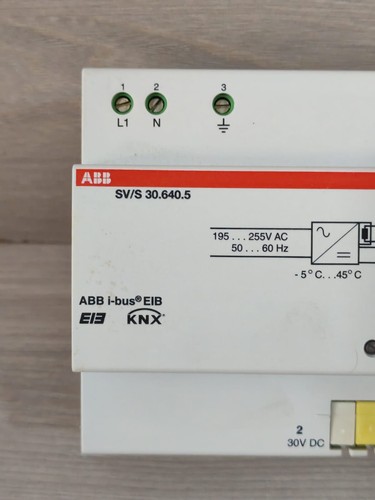 1 2 3
L1 N
ABB
SV/S 30.640.5
195 . . . 255V AC
50 . . . 60 Hz
- 5° C. . .45° C
ABB i-bus® EIB
EIB KNX
2
30V DC